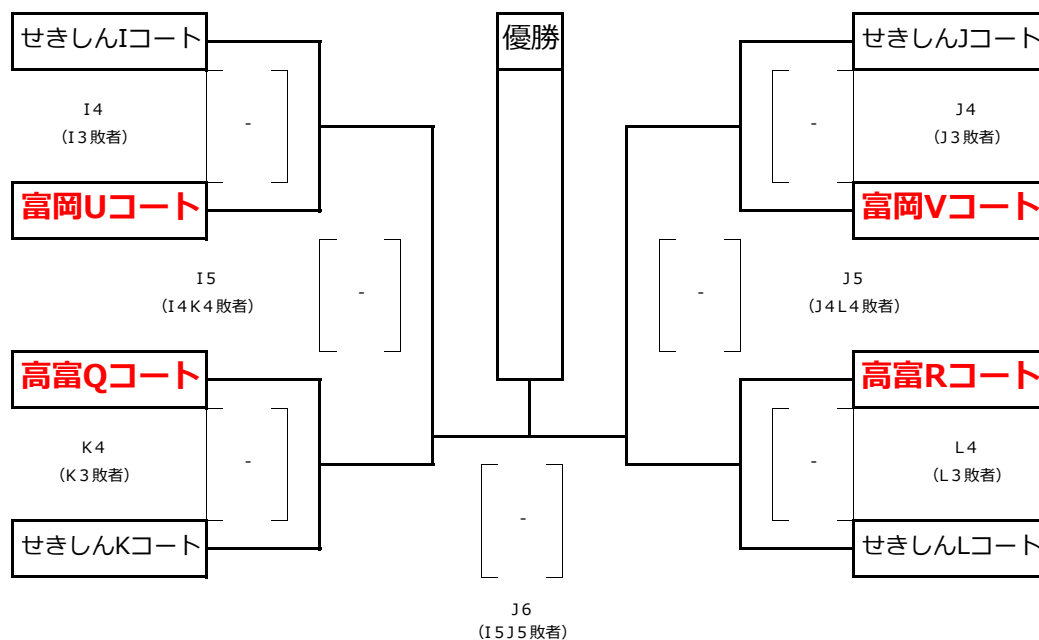 せきしんIコート
優勝
せきしんJコート
I4
(I3敗者)
-
-
J4
(J3敗者)
富岡Uコート
富岡Vコート
I5
(I4K4敗者)
-
-
J5
(J4L4敗者)
高富Qコート
高富Rコート
K4
(K3敗者)
-
-
L4
(L3敗者)
せきしんKコート
-
せきしんLコート
J6
(I5J5敗者)